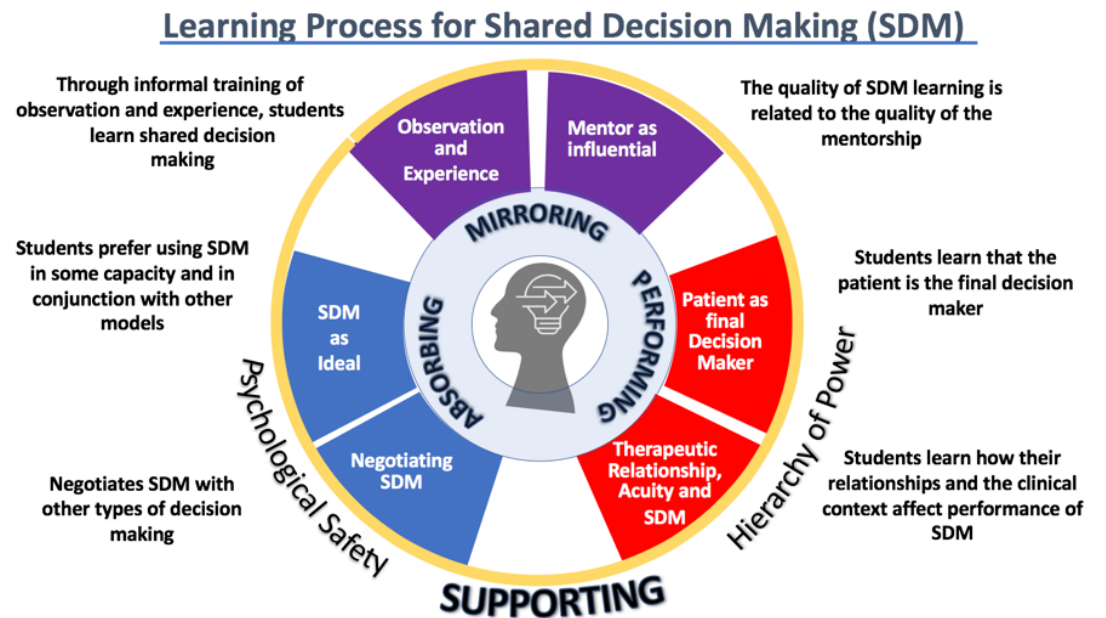 Learning Process for Shared Decision Making (SDM)
Through informal training of
observation and experience, students
learn shared decision
making
Observation
and
Experience
Mentor as
influential
The quality of SDM learning is
related to the quality of the
mentorship
MIRRORING
Students prefer using SDM
in some capacity and in
conjunction with other
models
SDM
as
Ideal
ABSORBING
PERFORMING
Patient as
final
Decision
Maker
Students learn that the
patient is the final decision
maker
Psychological Safety
Hierarchy of Power
Negotiates SDM with
other types of decision
making
Negotiating
SDM
Therapeutic
Relationship,
Acuity and
SDM
Students learn how their
relationships and the clinical
context affect performance of
SDM
SUPPORTING